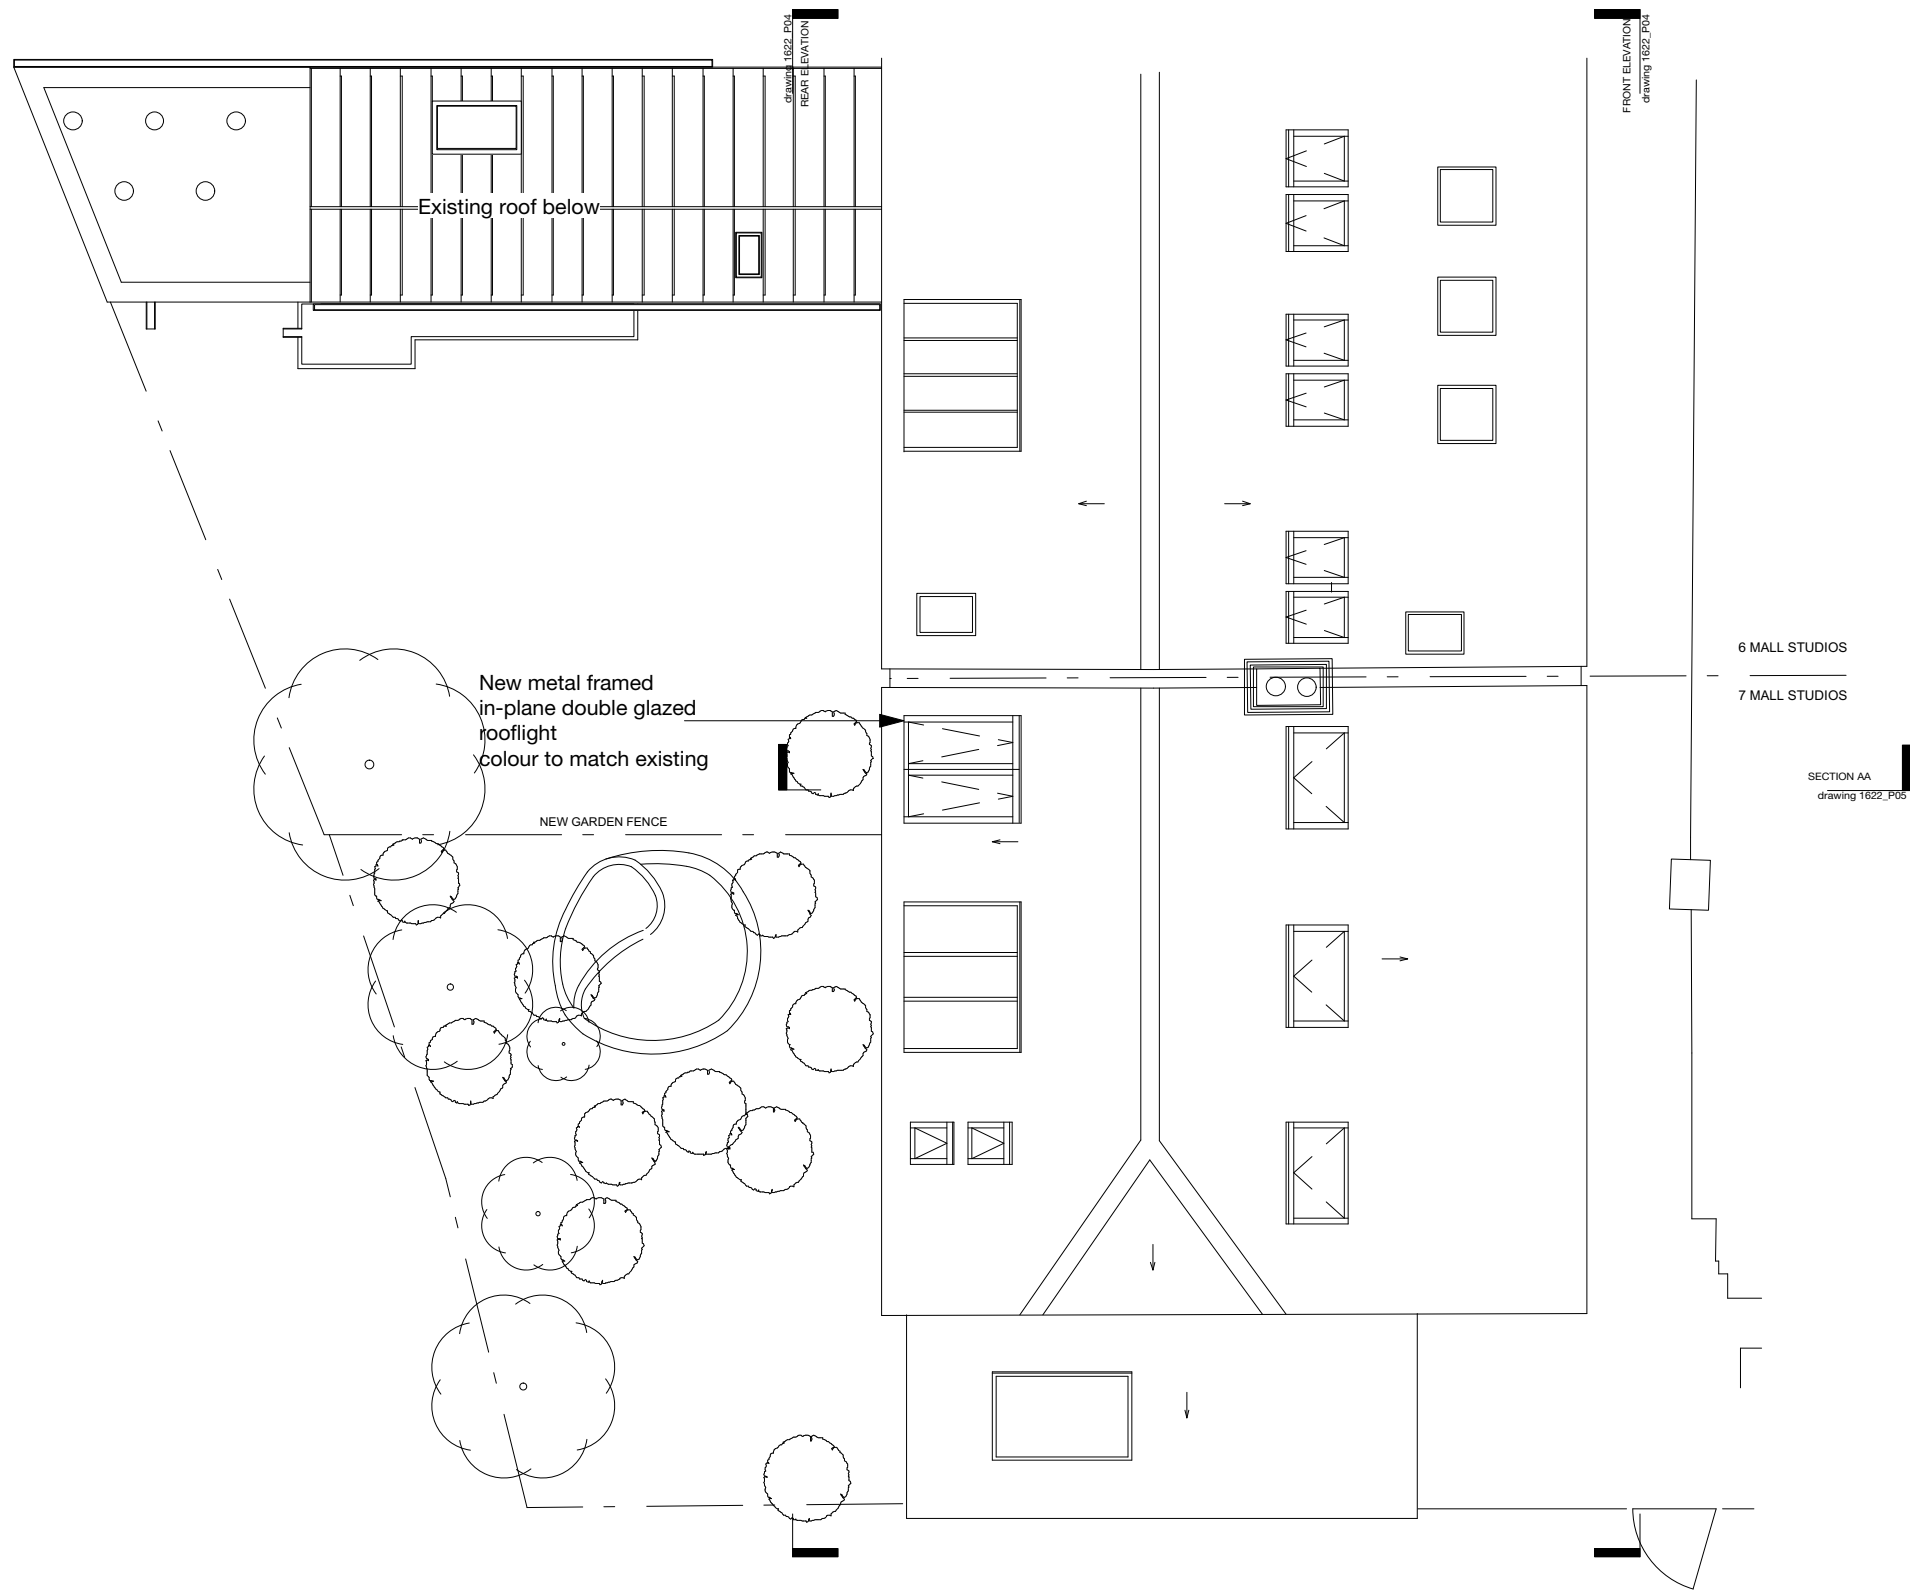 drawing 1622_P04
REAR ELEVATION
FRONT ELEVATION
drawing 1622_P04
Existing roof below
6 MALL STUDIOS
7 MALL STUDIOS
New metal framed
in-plane double glazed
rooflight
colour to match existing
SECTION AA
drawing 1622_P05
NEW GARDEN FENCE